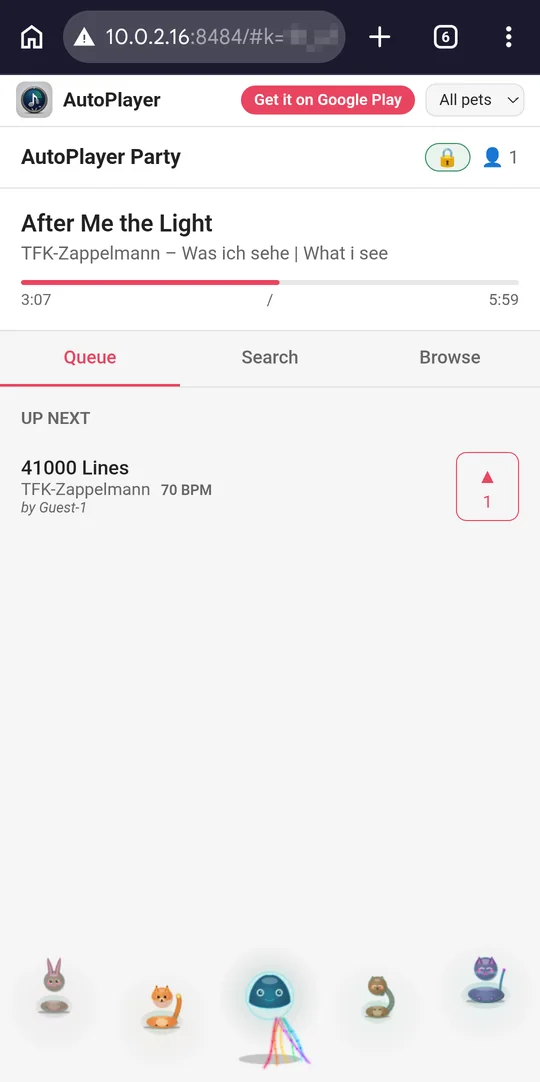 10.0.2.16:8484/#k=
6
AutoPlayer
Get it on Google Play
All pets
AutoPlayer Party
1
After Me the Light
TFK-Zappelmann – Was ich sehe | What i see
3:07 / 5:59
Queue Search Browse
UP NEXT
41000 Lines
TFK-Zappelmann 70 BPM
by Guest-1
▲
1